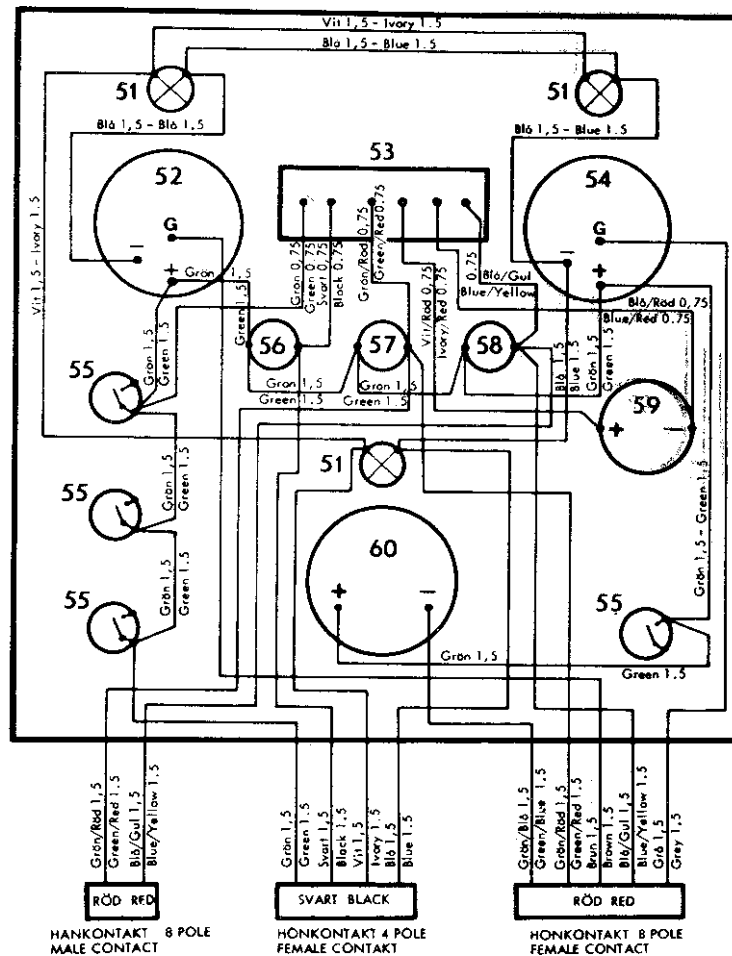 Vit 1,5 - Ivory 1.5
Blå 1,5 - Blue 1.5
51
51
Blå 1,5 - Blå 1,5
Blå 1,5 - Blue 1.5
53
52
54
G
G
−
+
−
+
Vit 1,5 - Ivory 1.5
Grön 0,75
Green 0.75
Svart 0,75
Black 0.75
Grön/Röd 0,75
Green/Red 0.75
Vit/Röd 0,75
Ivory/Red 0.75
0,75
Blå/Gul
Blue/Yellow
0.75
Blå/Röd 0,75
Blue/Red 0.75
Grön 1,5
Green 1.5
Grön 1,5
Green 1.5
56
57
58
Blå 1,5
Blue 1.5
Grön 1,5
Green 1.5
55
Grön 1,5
Green 1.5
Grön 1,5
Green 1.5
59
+
−
51
Grön 1,5
Green 1.5
55
Grön 1,5 - Green 1.5
60
+
−
Grön 1,5
Green 1.5
55
55
Grön 1,5
Green 1.5
Grön/Röd 1,5
Green/Red 1.5
Blå/Gul 1,5
Blue/Yellow 1.5
Grön 1,5
Green 1.5
Svart 1,5
Black 1.5
Vit 1,5
Ivory 1.5
Blå 1,5
Blue 1.5
Grön/Blå 1,5
Green/Blue 1.5
Grön/Röd 1,5
Green/Red 1.5
Brun 1,5
Brown 1.5
Blå/Gul 1,5
Blue/Yellow 1.5
Grå 1,5
Grey 1.5
RÖD RED
SVART BLACK
RÖD RED
HANKONTAKT 8 POLE
MALE CONTACT
HONKONTAKT 4 POLE
FEMALE CONTAKT
HONKONTAKT 8 POLE
FEMALE CONTACT